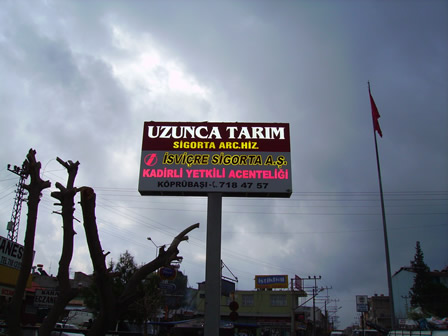 UZUNCA TARIM
SİGORTA ARC.HİZ.
İSVİÇRE SİGORTA A.Ş.
KADİRLİ YETKİLİ ACENTELİĞİ
KÖPRÜBAŞI- 718 47 57